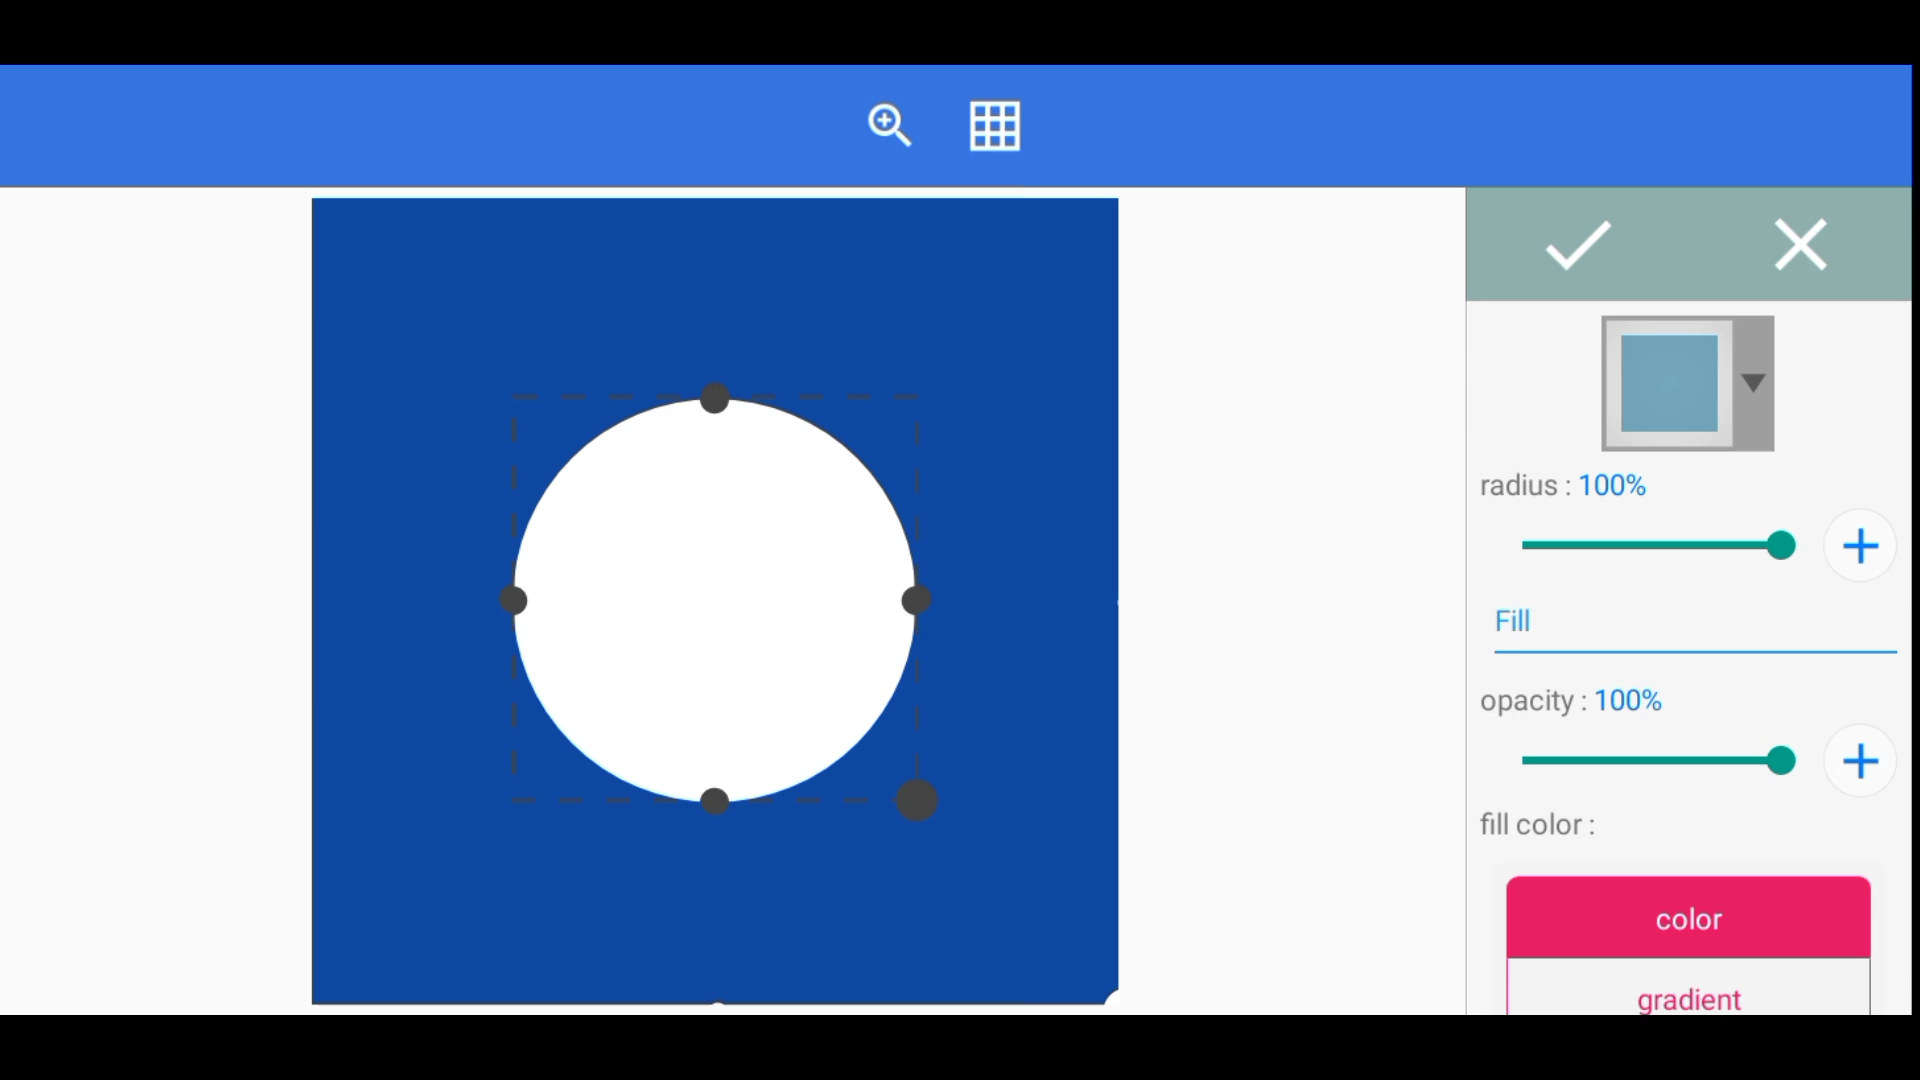 radius : 100%
Fill
opacity : 100%
fill color :
color
gradient